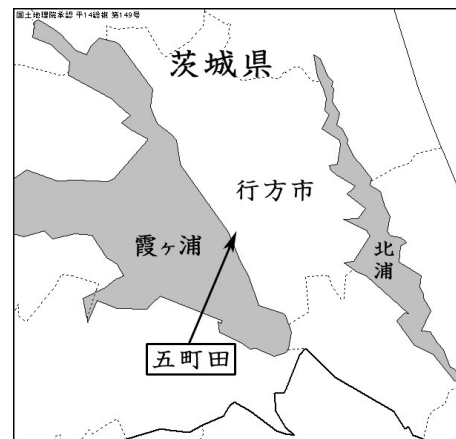 国土地理院承認 平14総複 第149号
茨城県
行方市
霞ヶ浦
北浦
五町田